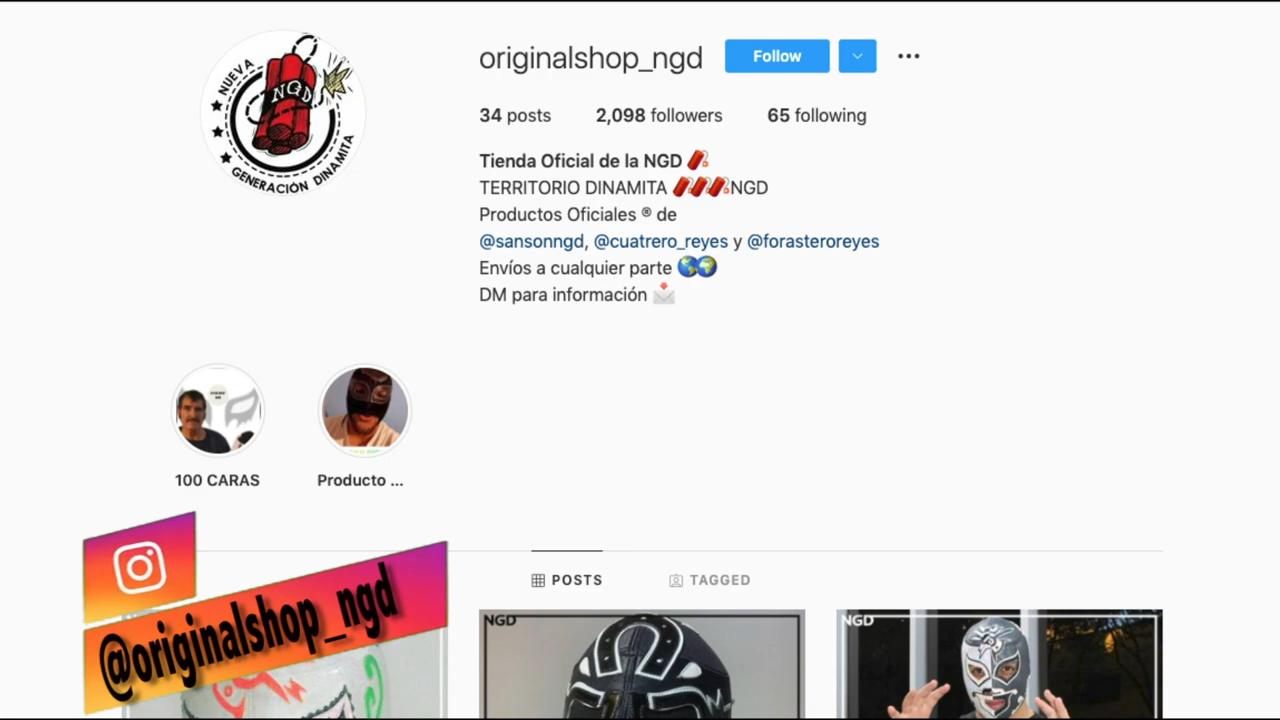 NUEVA
NGD
GENERACIÓN DINAMITA
originalshop_ngd
Follow
34 posts 2,098 followers 65 following
Tienda Oficial de la NGD 🧨
TERRITORIO DINAMITA 🧨🧨🧨NGD
Productos Oficiales ® de
@sansonngd, @cuatrero_reyes y @forasteroreyes
Envíos a cualquier parte 🌎🌍
DM para información 📩
100 CARAS
Producto ...
@originalshop_ngd
POSTS
TAGGED
NGD
NGD